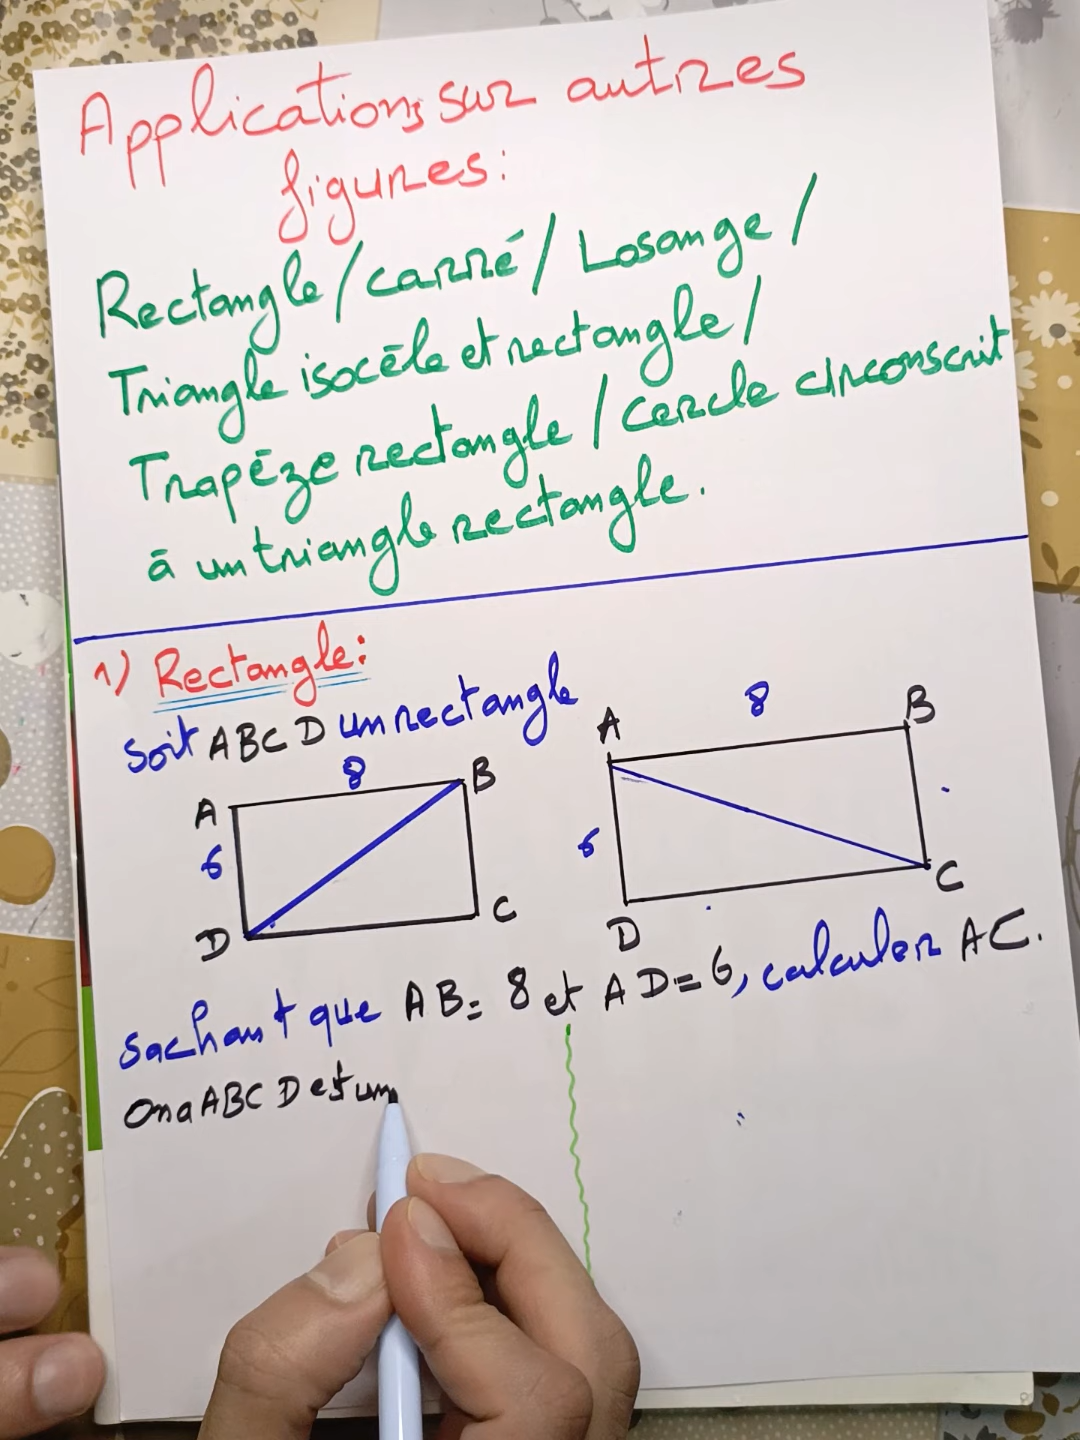 Applications sur autres
figures:
Rectangle/carré/Losange/
Triangle isocēle et rectangle/
Trapēze rectangle/cercle circonscrit
ā un triangle rectangle.
1) Rectangle:
soit ABCD un rectangle
8
A
B
6
D
C
8
A
B
6
D
C
sachant que AB= 8 et AD=6, calculer AC.
On a ABCD est un